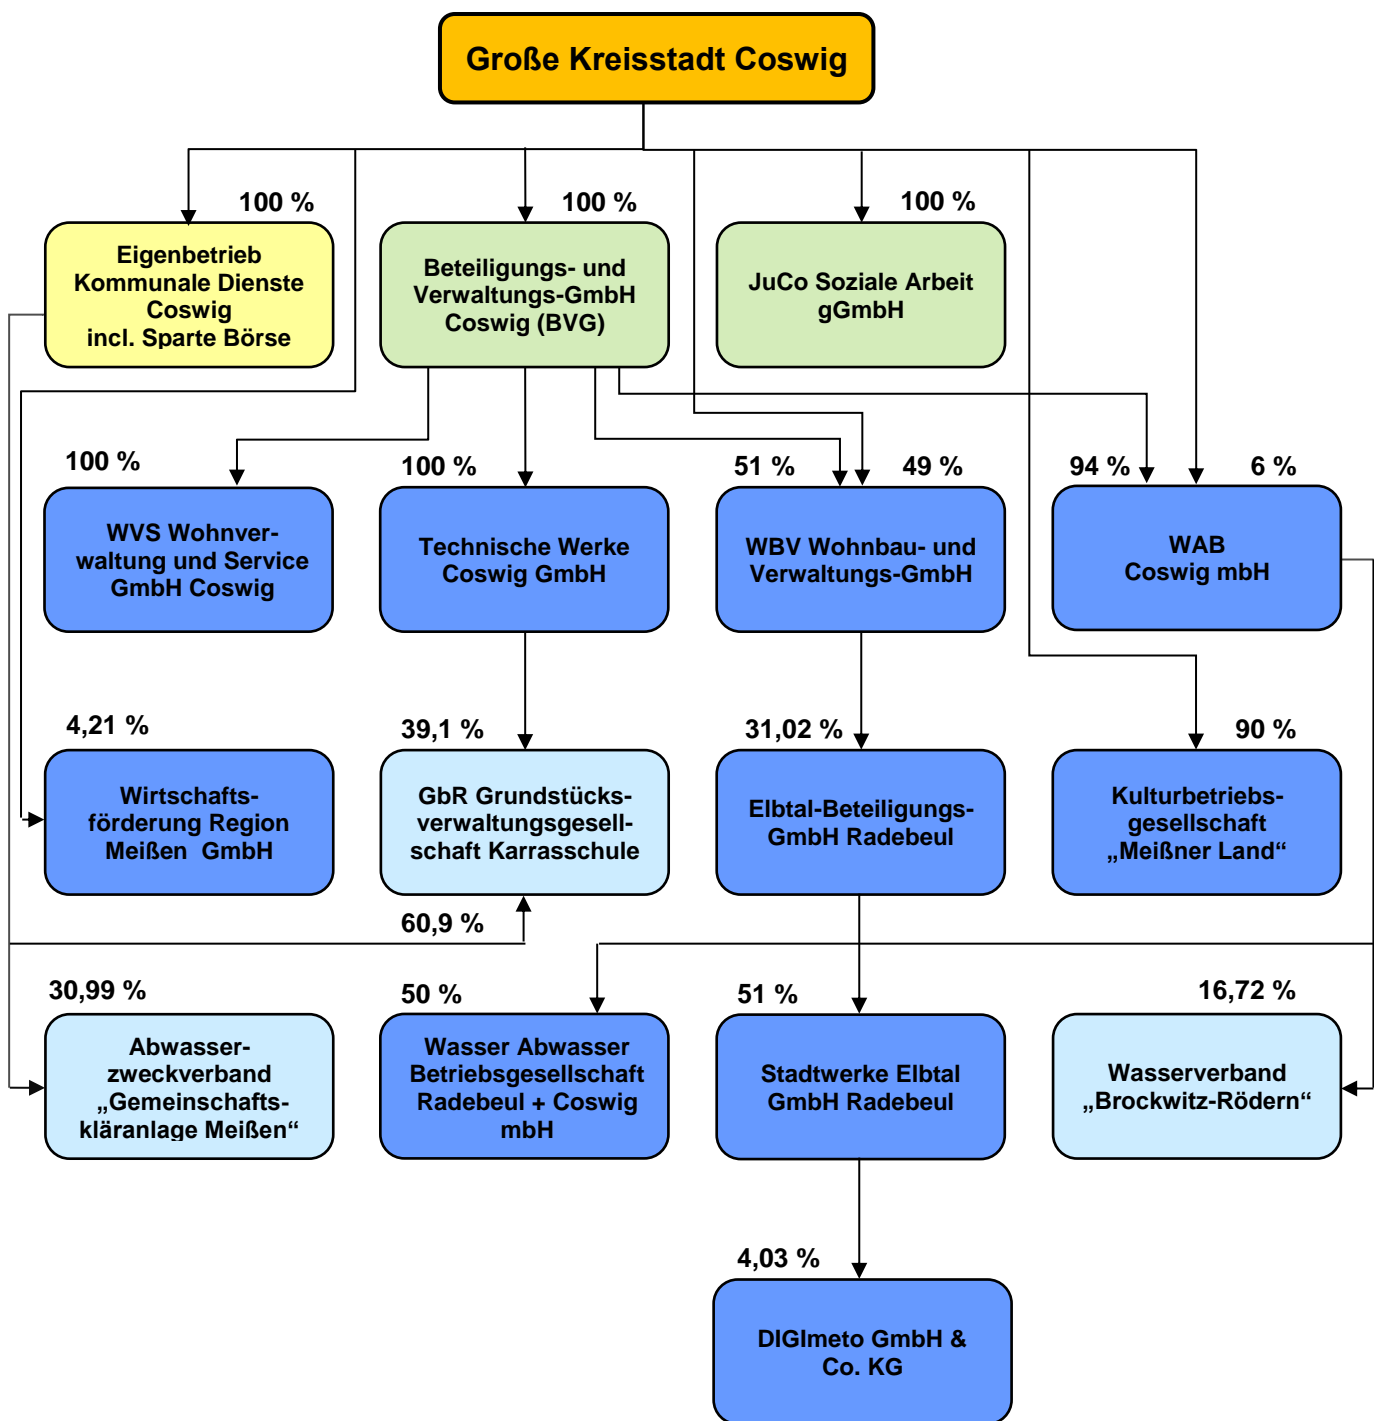 Große Kreisstadt Coswig
100 %
100 %
100 %
Eigenbetrieb
Kommunale Dienste
Coswig
incl. Sparte Börse
Beteiligungs- und
Verwaltungs-GmbH
Coswig (BVG)
JuCo Soziale Arbeit
gGmbH
100 %
100 %
51 %
49 %
94 %
6 %
WVS Wohnver-
waltung und Service
GmbH Coswig
Technische Werke
Coswig GmbH
WBV Wohnbau- und
Verwaltungs-GmbH
WAB
Coswig mbH
4,21 %
39,1 %
31,02 %
90 %
Wirtschafts-
förderung Region
Meißen  GmbH
GbR Grundstücks-
verwaltungsgesell-
schaft Karrasschule
Elbtal-Beteiligungs-
GmbH Radebeul
Kulturbetriebs-
gesellschaft
„Meißner Land“
60,9 %
30,99 %
50 %
51 %
16,72 %
Abwasser-
zweckverband
„Gemeinschafts-
kläranlage Meißen“
Wasser Abwasser
Betriebsgesellschaft
Radebeul + Coswig
mbH
Stadtwerke Elbtal
GmbH Radebeul
Wasserverband
„Brockwitz-Rödern“
4,03 %
DIGImeto GmbH &
Co. KG